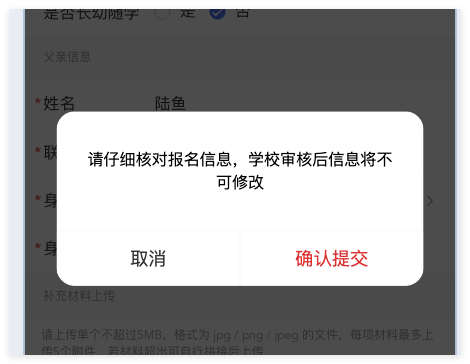 是否长幼随学 是 否
父亲信息
*姓名 陆鱼
*联
请仔细核对报名信息，学校审核后信息将不
可修改
*身
取消 确认提交
*身
补充材料上传
请上传单个不超过5MB，格式为 jpg / png / jpeg 的文件，每项材料最多上
传5个附件，若材料超出可自行拼接后上传